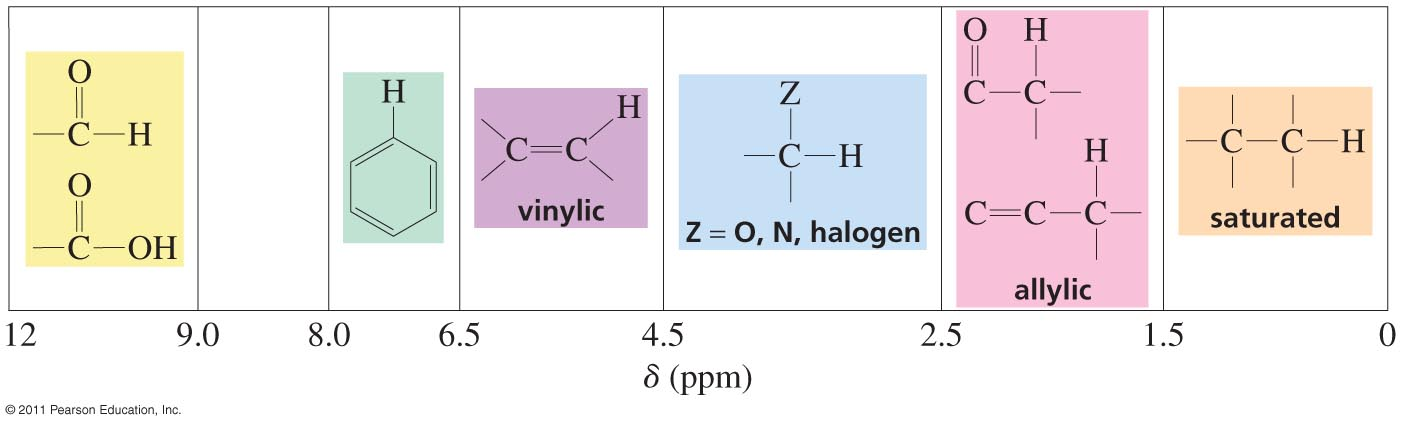 O
C
H
O
C
OH
H
C
C
H
vinylic
Z
C
H
Z = O, N, halogen
O
H
C
C
H
C
C
C
allylic
C
C
H
saturated
12
9.0
8.0
6.5
4.5
2.5
1.5
0
δ (ppm)
© 2011 Pearson Education, Inc.